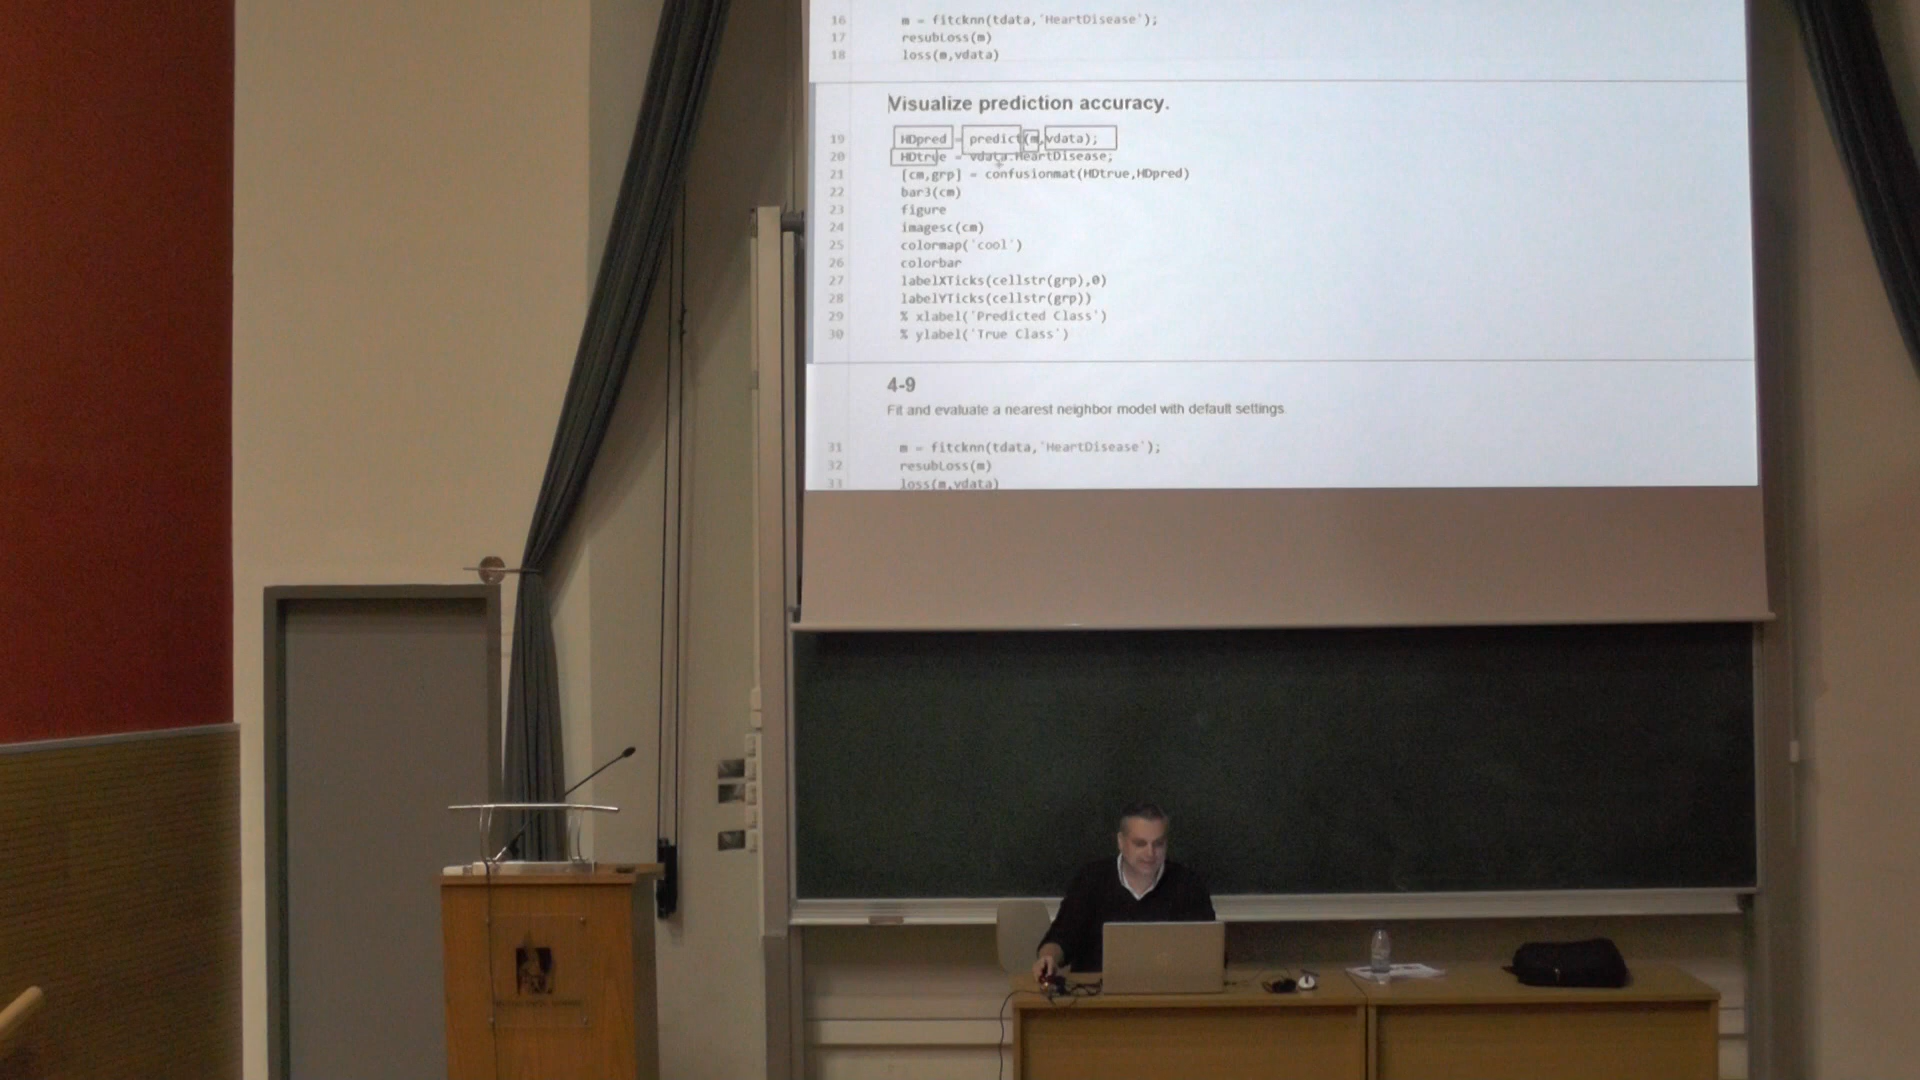 16 m = fitcknn(tdata,'HeartDisease');
17 resubLoss(m)
18 loss(m,vdata)
Visualize prediction accuracy.
19 HDpred = predict(m,vdata);
20 HDtrue = vdata.HeartDisease;
21 [cm,grp] = confusionmat(HDtrue,HDpred)
22 bar3(cm)
23 figure
24 imagesc(cm)
25 colormap('cool')
26 colorbar
27 labelXTicks(cellstr(grp),0)
28 labelYTicks(cellstr(grp))
29 % xlabel('Predicted Class')
30 % ylabel('True Class')
4-9
Fit and evaluate a nearest neighbor model with default settings
31 m = fitcknn(tdata,'HeartDisease');
32 resubLoss(m)
33 loss(m,vdata)